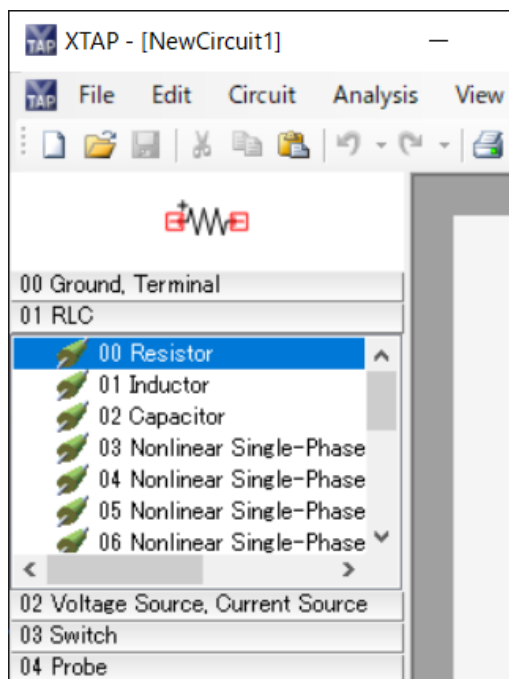 XTAP - [NewCircuit1]
File Edit Circuit Analysis View
00 Ground, Terminal
01 RLC
00 Resistor
01 Inductor
02 Capacitor
03 Nonlinear Single-Phase
04 Nonlinear Single-Phase
05 Nonlinear Single-Phase
06 Nonlinear Single-Phase
02 Voltage Source, Current Source
03 Switch
04 Probe